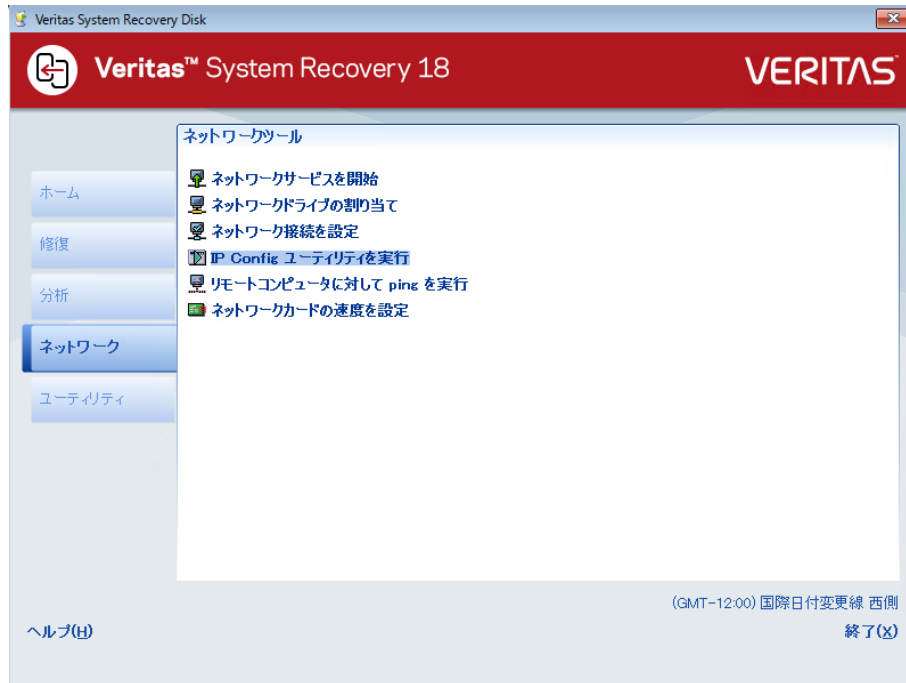 Veritas System Recovery Disk
Veritas™ System Recovery 18
VERITAS
ネットワークツール
ホーム
修復
分析
ネットワーク
ユーティリティ
ネットワークサービスを開始
ネットワークドライブの割り当て
ネットワーク接続を設定
IP Config ユーティリティを実行
リモートコンピュータに対して ping を実行
ネットワークカードの速度を設定
(GMT-12:00) 国際日付変更線 西側
ヘルプ(H)
終了(X)